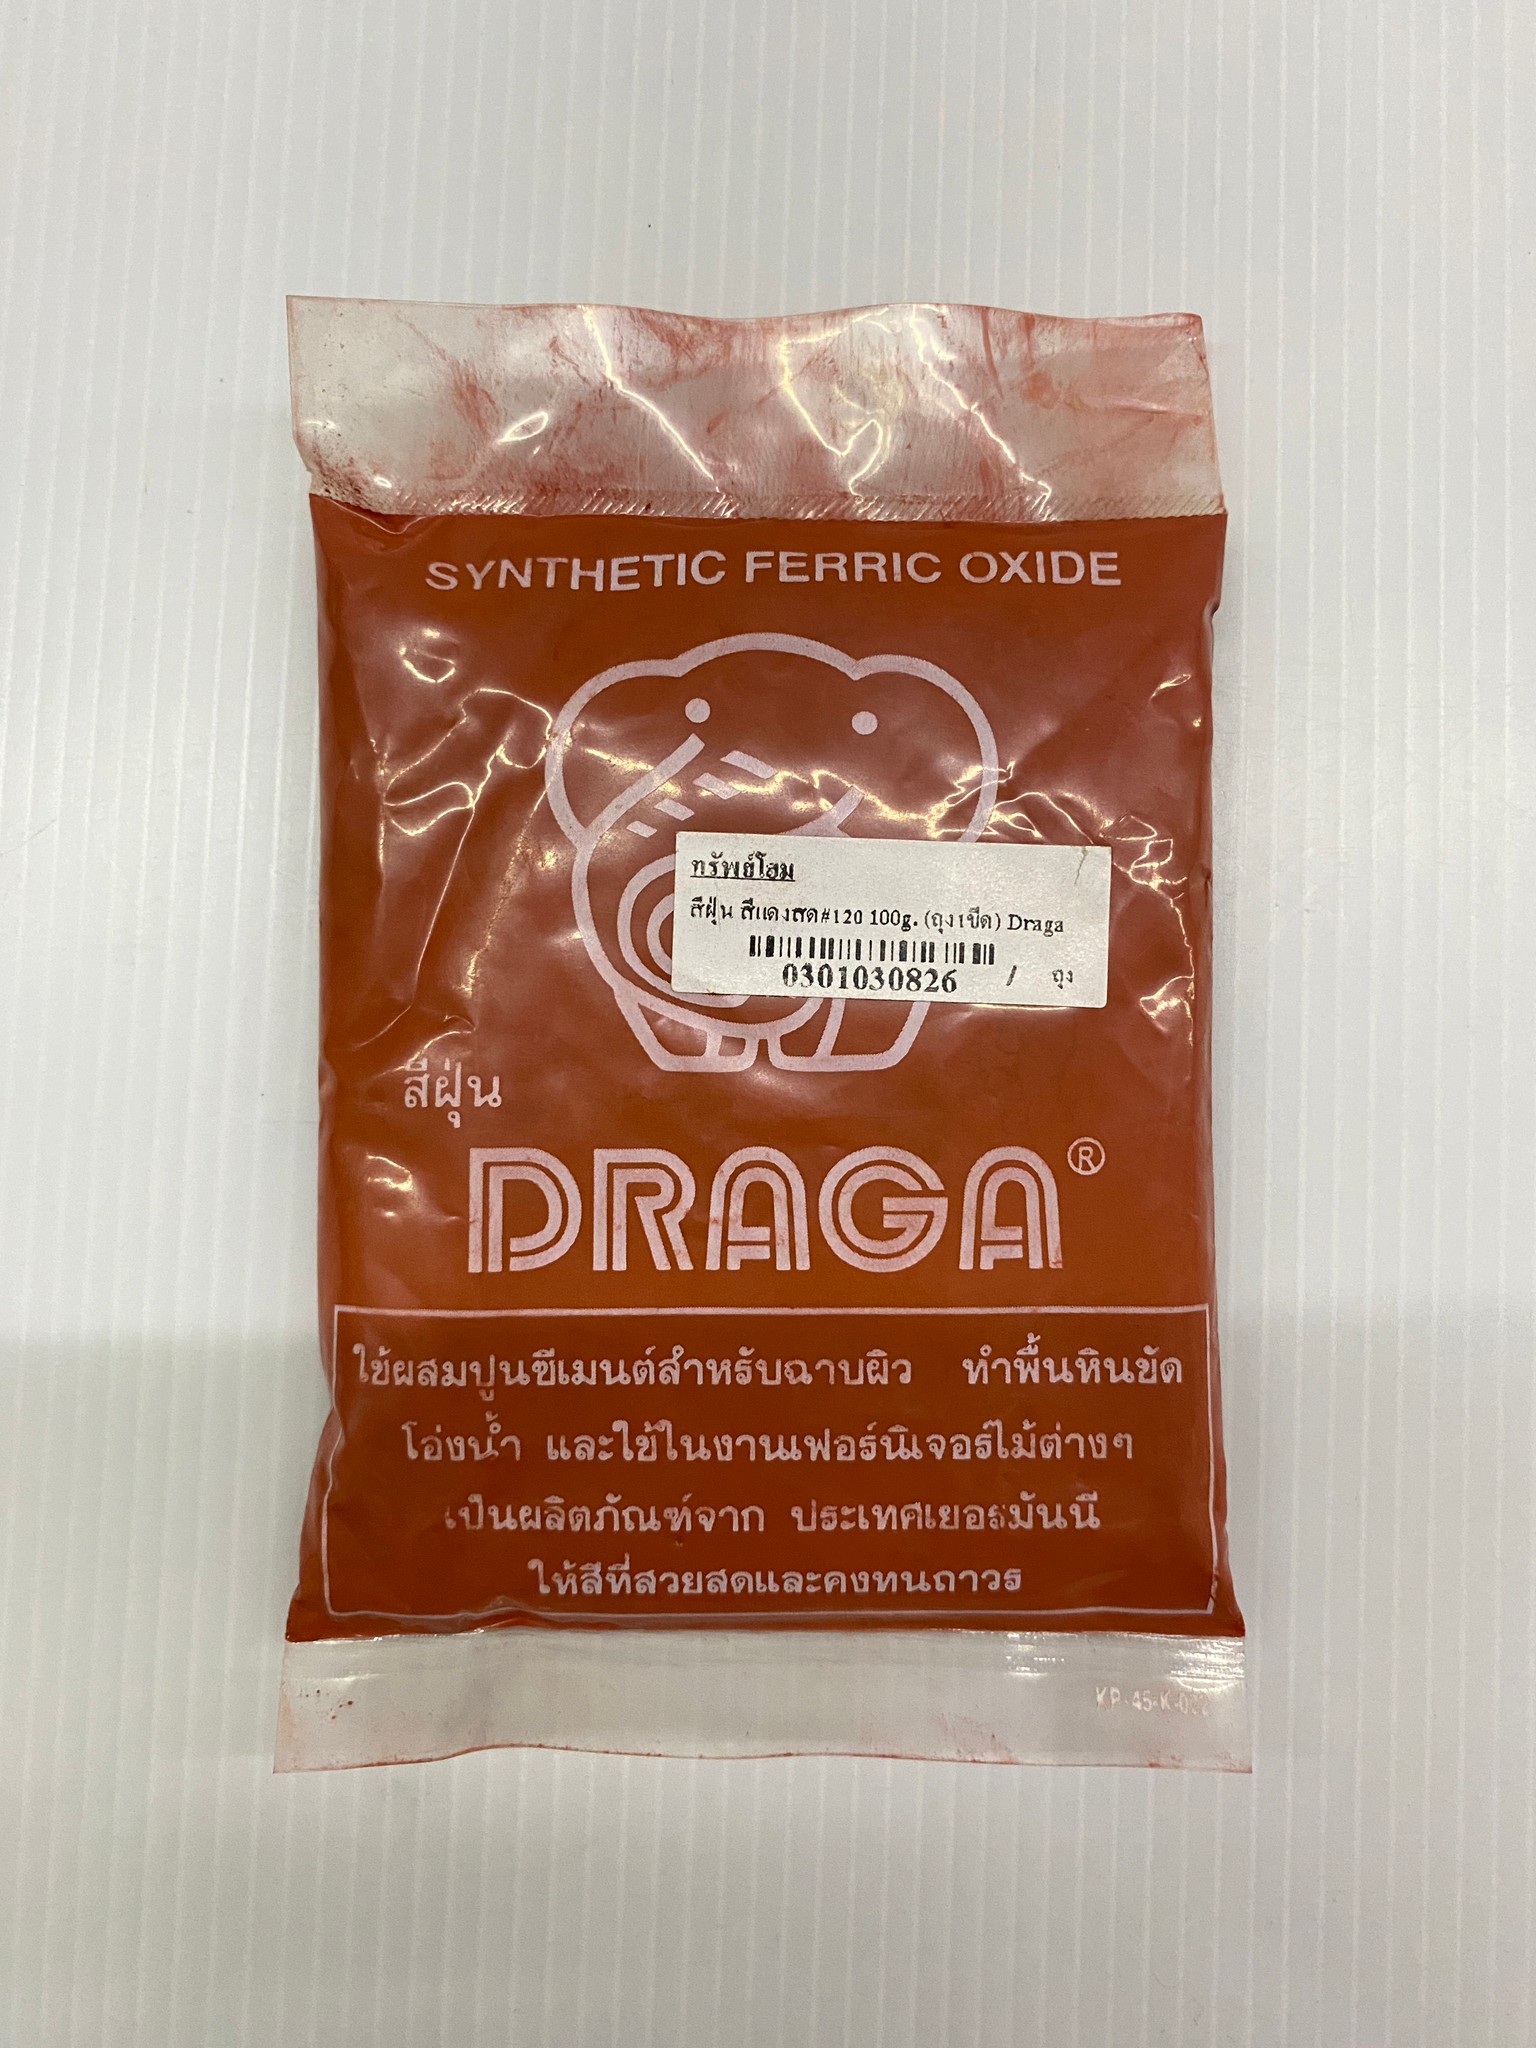 SYNTHETIC FERRIC OXIDE
ทรัพย์โฮม
สีฝุ่น สีแดงสด#120 100g. (ถุงเขีด) Draga
0301030826 / ถุง
สีฝุ่น
DRAGA®
ใช้ผสมปูนซีเมนต์สำหรับฉาบผิว ทำพื้นหินขัด
โอ่งน้ำ และใช้ในงานเฟอร์นิเจอร์ไม้ต่างๆ
เป็นผลิตภัณฑ์จาก ประเทศเยอรมันนี
ให้สีที่สวยสดและคงทนถาวร